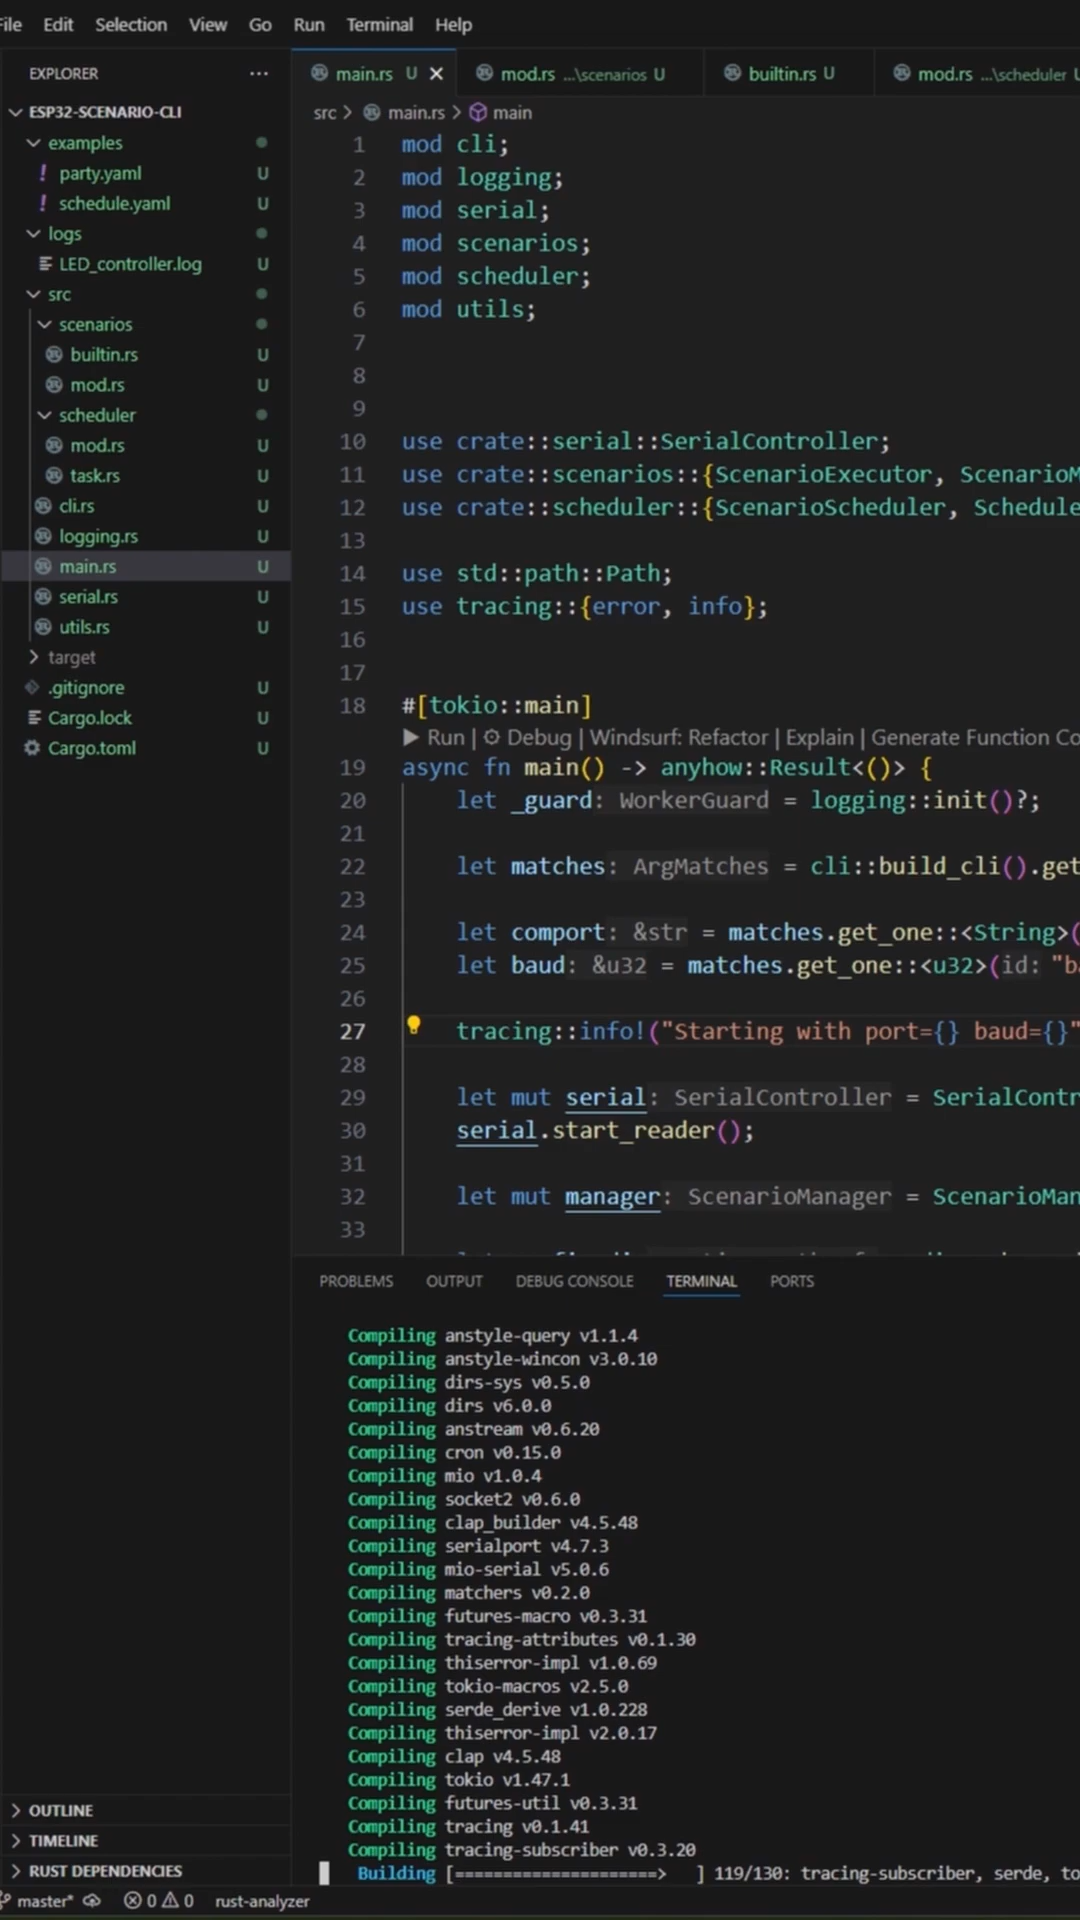 File Edit Selection View Go Run Terminal Help
EXPLORER ...
ESP32-SCENARIO-CLI
examples
! party.yaml U
! schedule.yaml U
logs
LED_controller.log U
src
scenarios
builtin.rs U
mod.rs U
scheduler
mod.rs U
task.rs U
cli.rs U
logging.rs U
main.rs U
serial.rs U
utils.rs U
target
.gitignore U
Cargo.lock U
Cargo.toml U
OUTLINE
TIMELINE
RUST DEPENDENCIES
main.rs U × mod.rs ...\scenarios U builtin.rs U mod.rs ...\scheduler U
src > main.rs > main
1 mod cli;
2 mod logging;
3 mod serial;
4 mod scenarios;
5 mod scheduler;
6 mod utils;
7
8
9
10 use crate::serial::SerialController;
11 use crate::scenarios::{ScenarioExecutor, ScenarioM
12 use crate::scheduler::{ScenarioScheduler, Schedule
13
14 use std::path::Path;
15 use tracing::{error, info};
16
17
18 #[tokio::main]
▶ Run | Debug | Windsurf: Refactor | Explain | Generate Function Co
19 async fn main() -> anyhow::Result<()> {
20 let _guard: WorkerGuard = logging::init()?;
21
22 let matches: ArgMatches = cli::build_cli().get
23
24 let comport: &str = matches.get_one::<String>(
25 let baud: &u32 = matches.get_one::<u32>(id: "ba
26
27 tracing::info!("Starting with port={} baud={}"
28
29 let mut serial: SerialController = SerialContr
30 serial.start_reader();
31
32 let mut manager: ScenarioManager = ScenarioMan
33
PROBLEMS OUTPUT DEBUG CONSOLE TERMINAL PORTS
Compiling anstyle-query v1.1.4
Compiling anstyle-wincon v3.0.10
Compiling dirs-sys v0.5.0
Compiling dirs v6.0.0
Compiling anstream v0.6.20
Compiling cron v0.15.0
Compiling mio v1.0.4
Compiling socket2 v0.6.0
Compiling clap_builder v4.5.48
Compiling serialport v4.7.3
Compiling mio-serial v5.0.6
Compiling matchers v0.2.0
Compiling futures-macro v0.3.31
Compiling tracing-attributes v0.1.30
Compiling thiserror-impl v1.0.69
Compiling tokio-macros v2.5.0
Compiling serde_derive v1.0.228
Compiling thiserror-impl v2.0.17
Compiling clap v4.5.48
Compiling tokio v1.47.1
Compiling futures-util v0.3.31
Compiling tracing v0.1.41
Compiling tracing-subscriber v0.3.20
Building [=====================> ] 119/130: tracing-subscriber, serde, to
master* 0 0 rust-analyzer